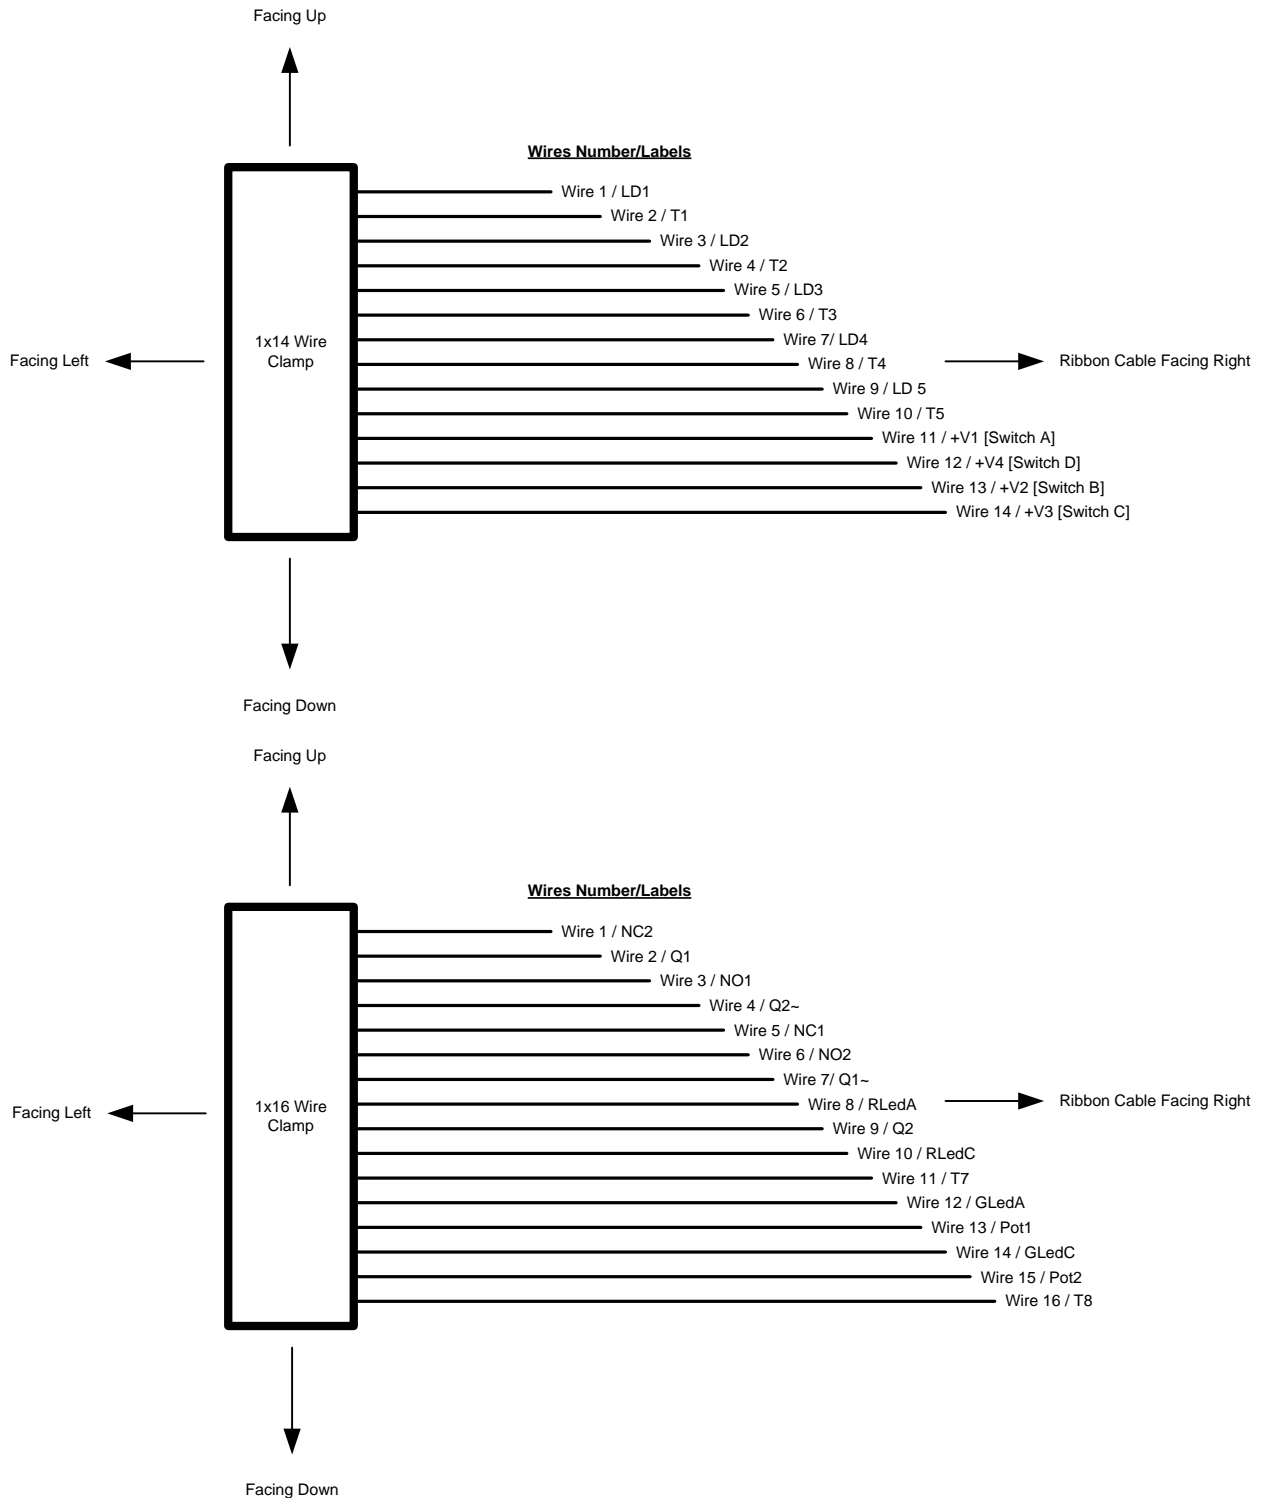 Facing Up
Wires Number/Labels
Wire 1 / LD1
Wire 2 / T1
Wire 3 / LD2
Wire 4 / T2
Wire 5 / LD3
Wire 6 / T3
1x14 Wire
Clamp
Wire 7/ LD4
Facing Left
Wire 8 / T4
Ribbon Cable Facing Right
Wire 9 / LD 5
Wire 10 / T5
Wire 11 / +V1 [Switch A]
Wire 12 / +V4 [Switch D]
Wire 13 / +V2 [Switch B]
Wire 14 / +V3 [Switch C]
Facing Down
Facing Up
Wires Number/Labels
Wire 1 / NC2
Wire 2 / Q1
Wire 3 / NO1
Wire 4 / Q2~
Wire 5 / NC1
Wire 6 / NO2
Wire 7/ Q1~
1x16 Wire
Clamp
Facing Left
Wire 8 / RLedA
Ribbon Cable Facing Right
Wire 9 / Q2
Wire 10 / RLedC
Wire 11 / T7
Wire 12 / GLedA
Wire 13 / Pot1
Wire 14 / GLedC
Wire 15 / Pot2
Wire 16 / T8
Facing Down